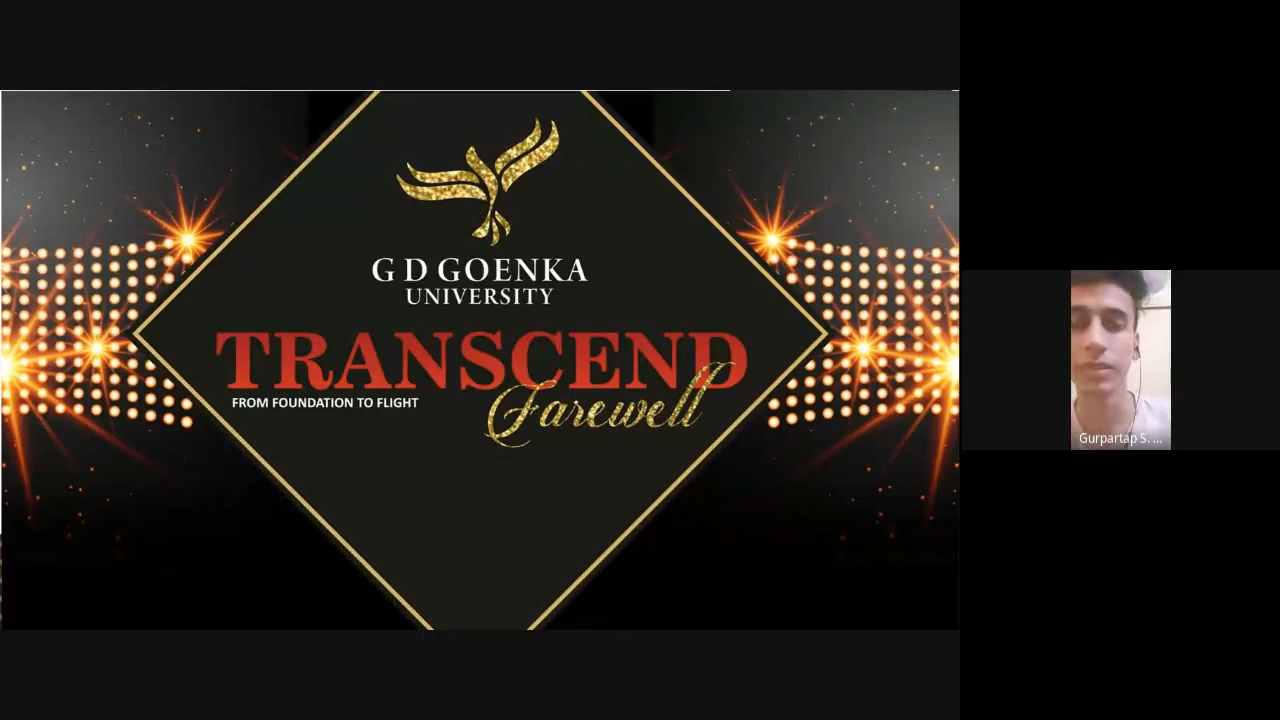 G D GOENKA
UNIVERSITY
TRANSCEND
FROM FOUNDATION TO FLIGHT
Farewell
Gurpartap S. ...